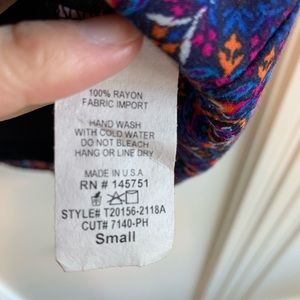 100% RAYON
FABRIC IMPORT
HAND WASH
WITH COLD WATER
DO NOT BLEACH
HANG OR LINE DRY
MADE IN U.S.A
RN # 145751
STYLE# T20156-2118A
CUT# 7140-PH
Small